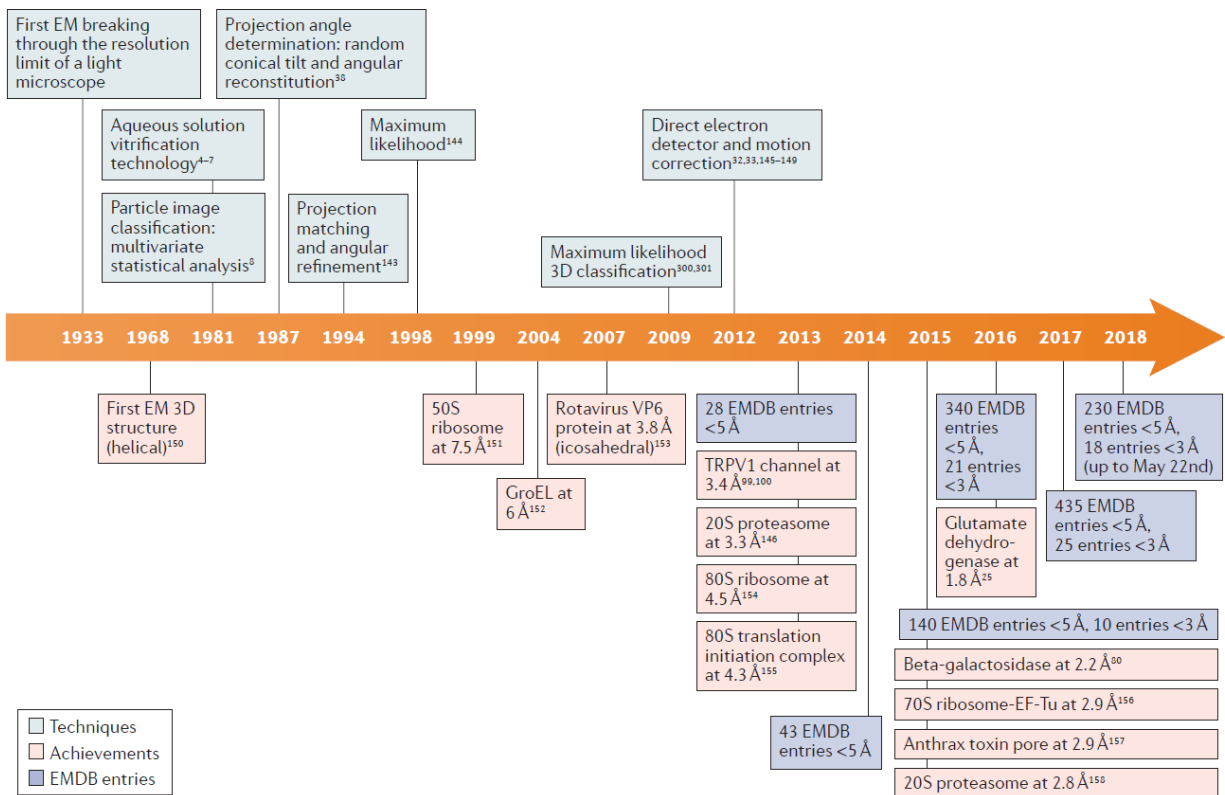 First EM breaking
through the resolution
limit of a light
microscope
Projection angle
determination: random
conical tilt and angular
reconstitution³⁸
Aqueous solution
vitrification
technology⁴⁻⁷
Maximum
likelihood¹⁴⁴
Direct electron
detector and motion
correction³²,³³,¹⁴⁵⁻¹⁴⁹
Particle image
classification:
multivariate
statistical analysis⁸
Projection
matching
and angular
refinement¹⁴³
Maximum likelihood
3D classification³⁰⁰,³⁰¹
1933 1968 1981 1987 1994 1998 1999 2004 2007 2009 2012 2013 2014 2015 2016 2017 2018
First EM 3D
structure
(helical)¹⁵⁰
50S
ribosome
at 7.5 Å¹⁵¹
GroEL at
6 Å¹⁵²
Rotavirus VP6
protein at 3.8 Å
(icosahedral)¹⁵³
28 EMDB entries
<5 Å
TRPV1 channel at
3.4 Å⁹⁹,¹⁰⁰
20S proteasome
at 3.3 Å¹⁴⁶
80S ribosome at
4.5 Å¹⁵⁴
80S translation
initiation complex
at 4.3 Å¹⁵⁵
43 EMDB
entries <5 Å
340 EMDB
entries
<5 Å,
21 entries
<3 Å
Glutamate
dehydro-
genase at
1.8 Å²⁵
230 EMDB
entries <5 Å,
18 entries <3 Å
(up to May 22nd)
435 EMDB
entries <5 Å,
25 entries <3 Å
140 EMDB entries <5 Å, 10 entries <3 Å
Beta-galactosidase at 2.2 Å⁸⁰
70S ribosome-EF-Tu at 2.9 Å¹⁵⁶
Anthrax toxin pore at 2.9 Å¹⁵⁷
20S proteasome at 2.8 Å¹⁵⁸
Techniques
Achievements
EMDB entries